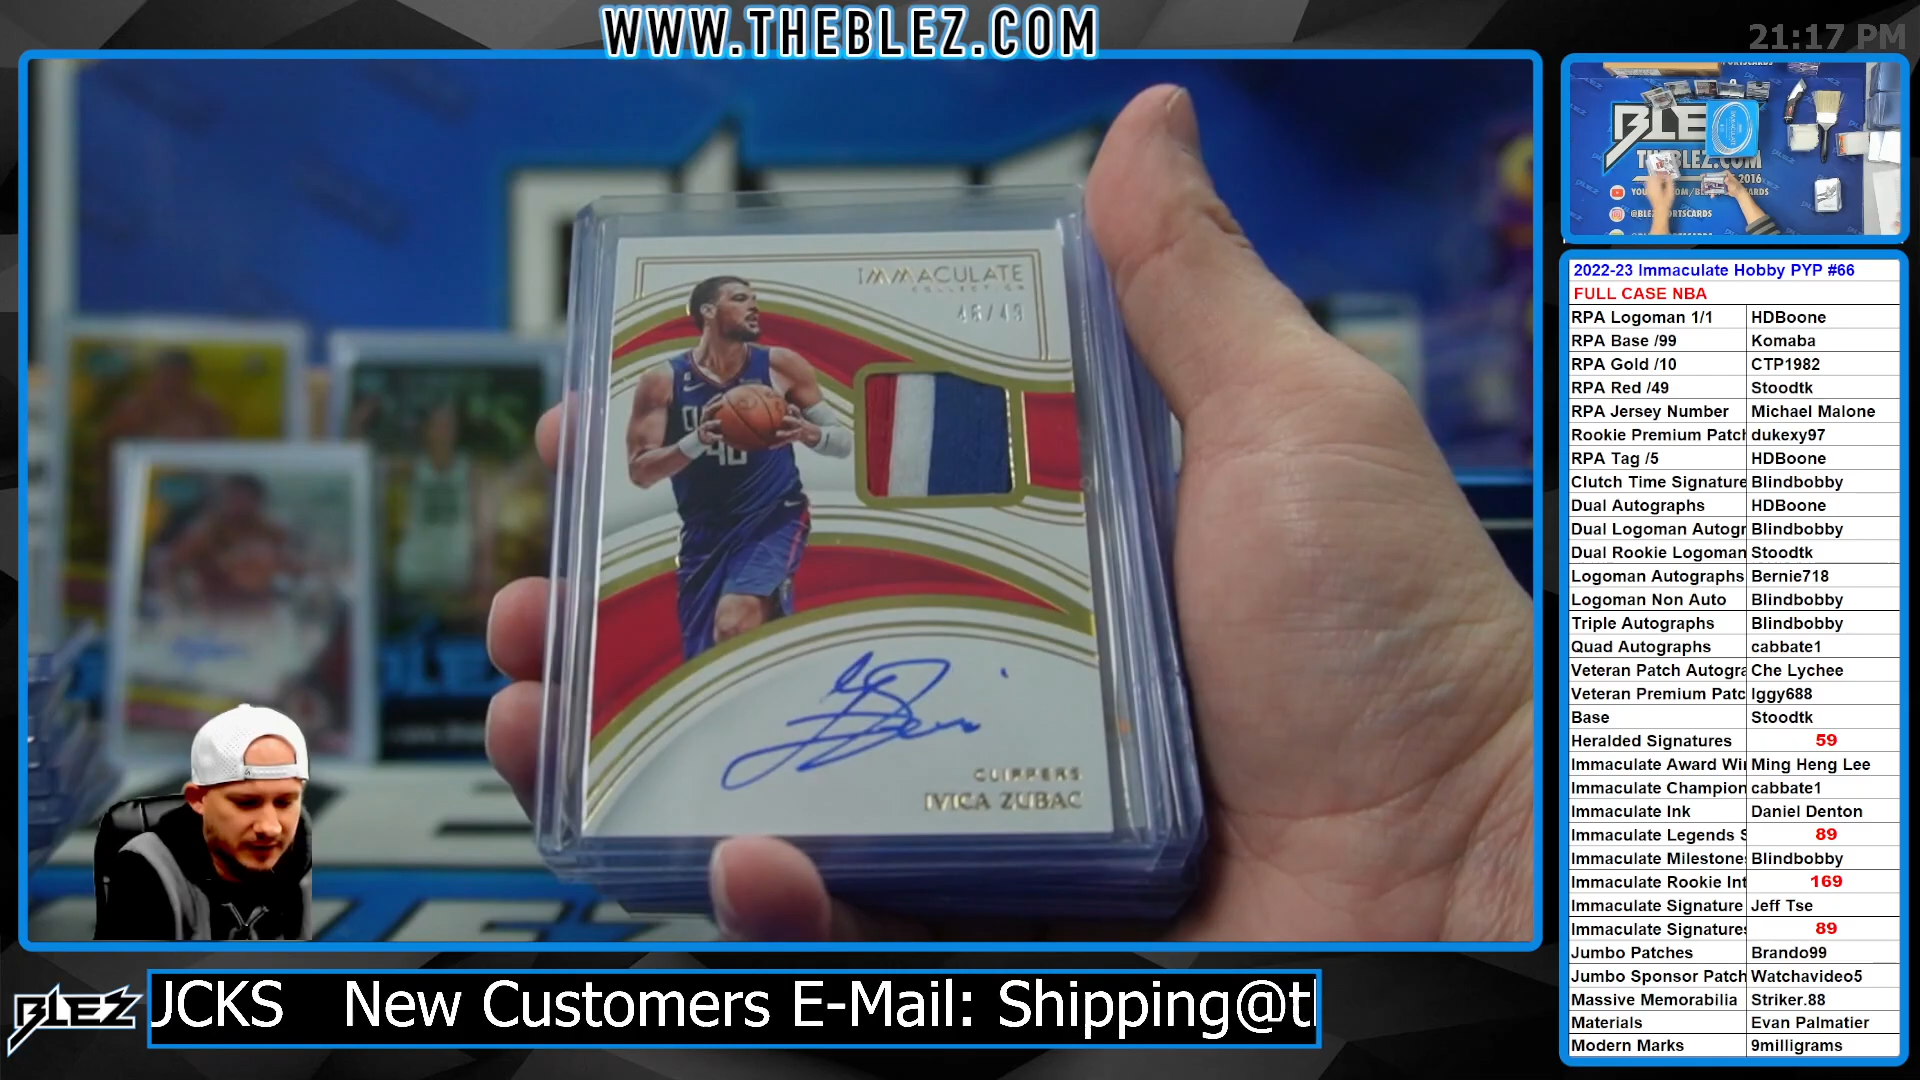 WWW.THEBLEZ.COM
21:17 PM
IMMACULATE
COLLECTION
CLIPPERS
IVICA ZUBAC
BLEZ
JCKS New Customers E-Mail: Shipping@t
2022-23 Immaculate Hobby PYP #66
FULL CASE NBA
RPA Logoman 1/1 HDBoone
RPA Base /99 Komaba
RPA Gold /10 CTP1982
RPA Red /49 Stoodtk
RPA Jersey Number Michael Malone
Rookie Premium Patch dukexy97
RPA Tag /5 HDBoone
Clutch Time Signature Blindbobby
Dual Autographs HDBoone
Dual Logoman Autogr Blindbobby
Dual Rookie Logoman Stoodtk
Logoman Autographs Bernie718
Logoman Non Auto Blindbobby
Triple Autographs Blindbobby
Quad Autographs cabbate1
Veteran Patch Autogra Che Lychee
Veteran Premium Patc Iggy688
Base Stoodtk
Heralded Signatures 59
Immaculate Award Wi Ming Heng Lee
Immaculate Champion cabbate1
Immaculate Ink Daniel Denton
Immaculate Legends S 89
Immaculate Milestone Blindbobby
Immaculate Rookie Int 169
Immaculate Signature Jeff Tse
Immaculate Signatures 89
Jumbo Patches Brando99
Jumbo Sponsor Patch Watchavideo5
Massive Memorabilia Striker.88
Materials Evan Palmatier
Modern Marks 9milligrams